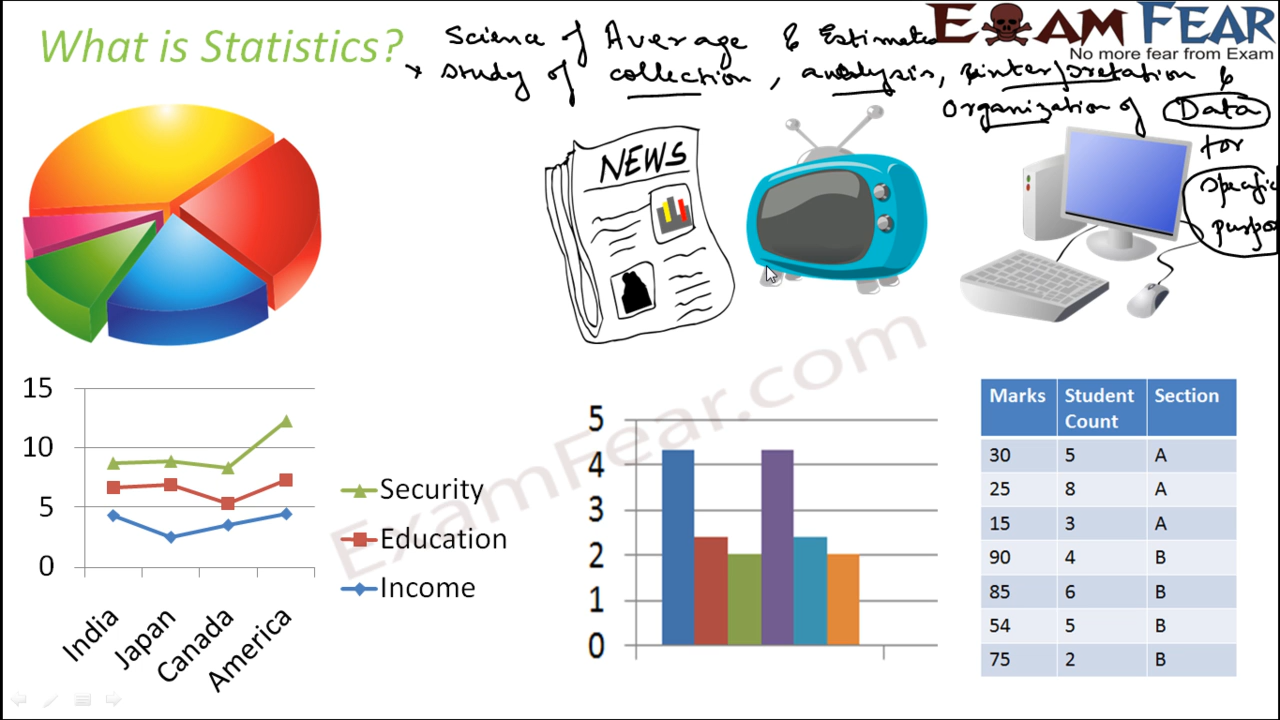 What is Statistics?
Science of Average & Estimates
EXAM FEAR
No more fear from Exam
* Study of collection, analysis, interpretation &
Organization of Data
for
specific
purpo
NEWS
15
10
5
0
India
Japan
Canada
America
Security
Education
Income
5
4
3
2
1
0
Marks Student Count Section
30 5 A
25 8 A
15 3 A
90 4 B
85 6 B
54 5 B
75 2 B
ExamFear.com